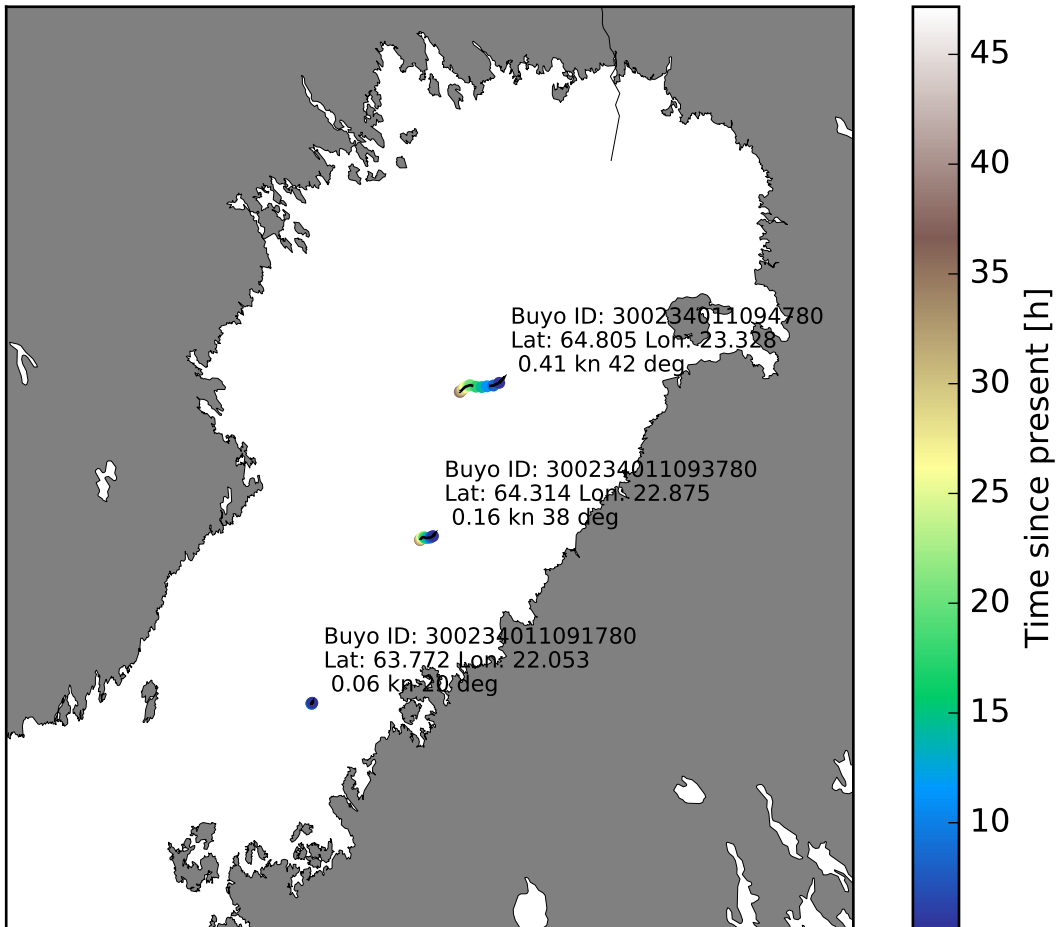 Buyo ID: 300234011094780
Lat: 64.805 Lon: 23.328
0.41 kn 42 deg
Buyo ID: 300234011093780
Lat: 64.314 Lon: 22.875
0.16 kn 38 deg
Buyo ID: 300234011091780
Lat: 63.772 Lon: 22.053
0.06 kn 20 deg
45
40
35
30
25
20
15
10
Time since present [h]